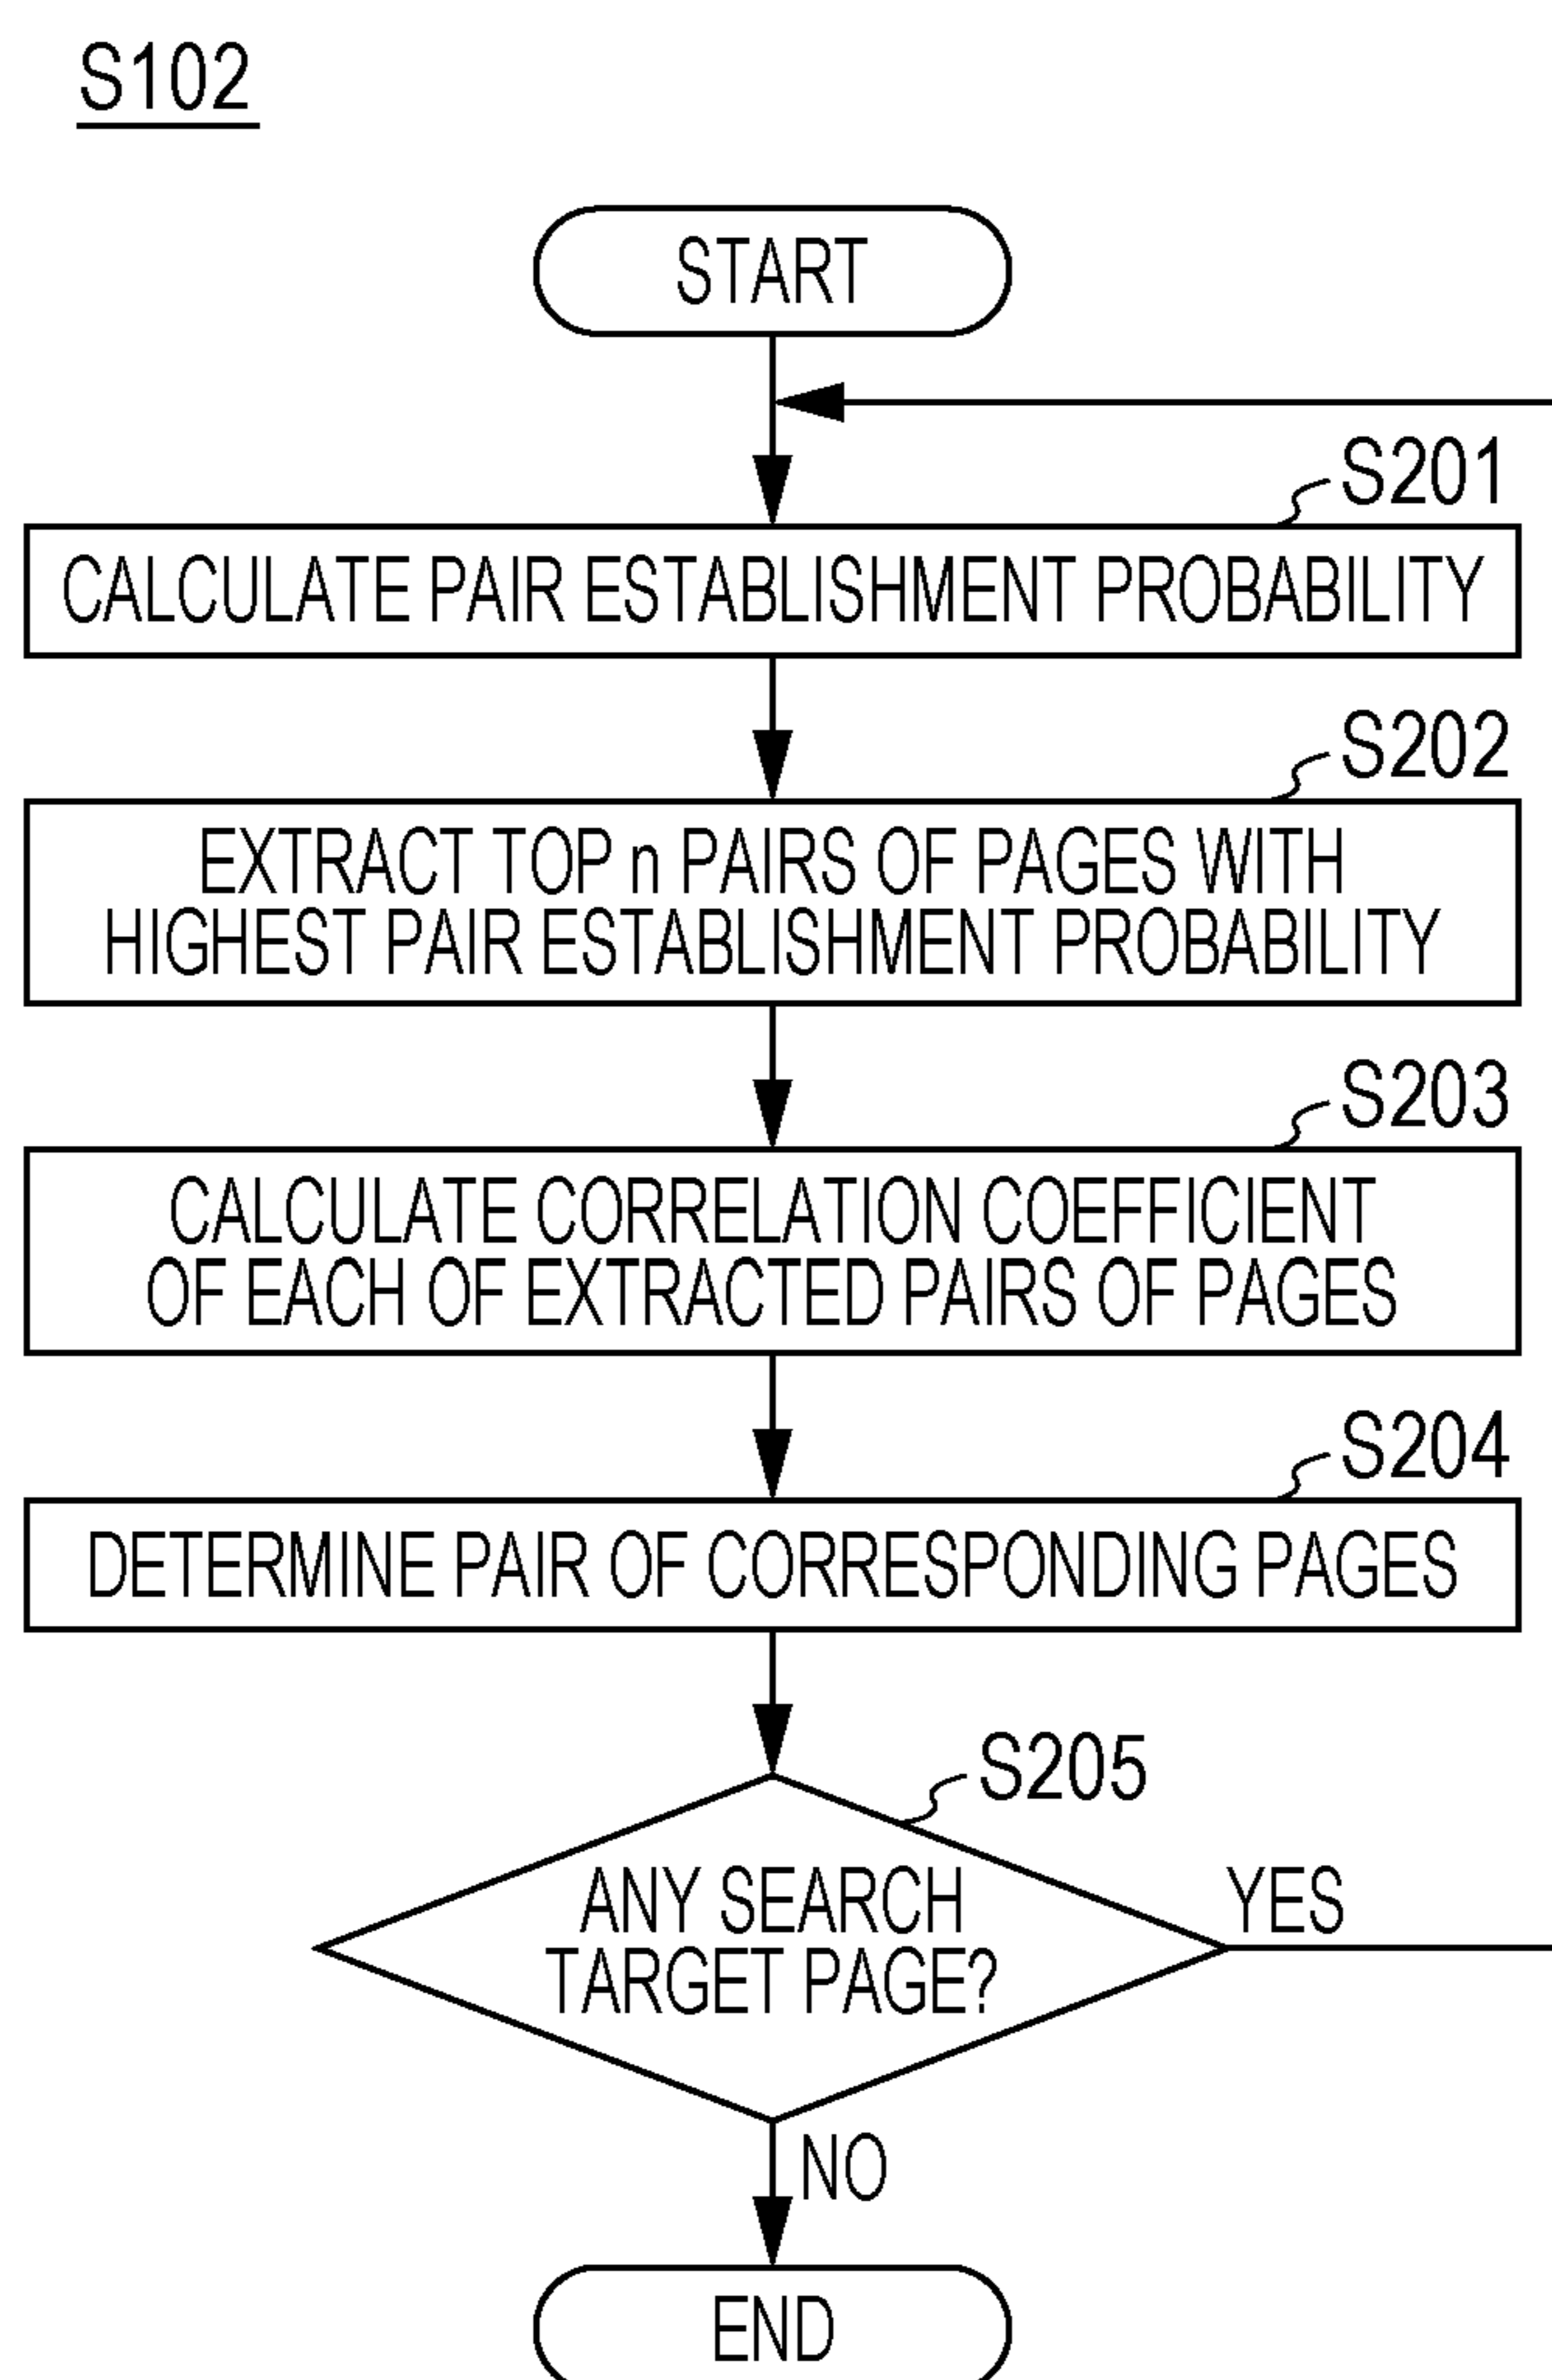 S102
START
S201
CALCULATE PAIR ESTABLISHMENT PROBABILITY
S202
EXTRACT TOP n PAIRS OF PAGES WITH
HIGHEST PAIR ESTABLISHMENT PROBABILITY
S203
CALCULATE CORRELATION COEFFICIENT
OF EACH OF EXTRACTED PAIRS OF PAGES
S204
DETERMINE PAIR OF CORRESPONDING PAGES
S205
ANY SEARCH
TARGET PAGE?
YES
NO
END